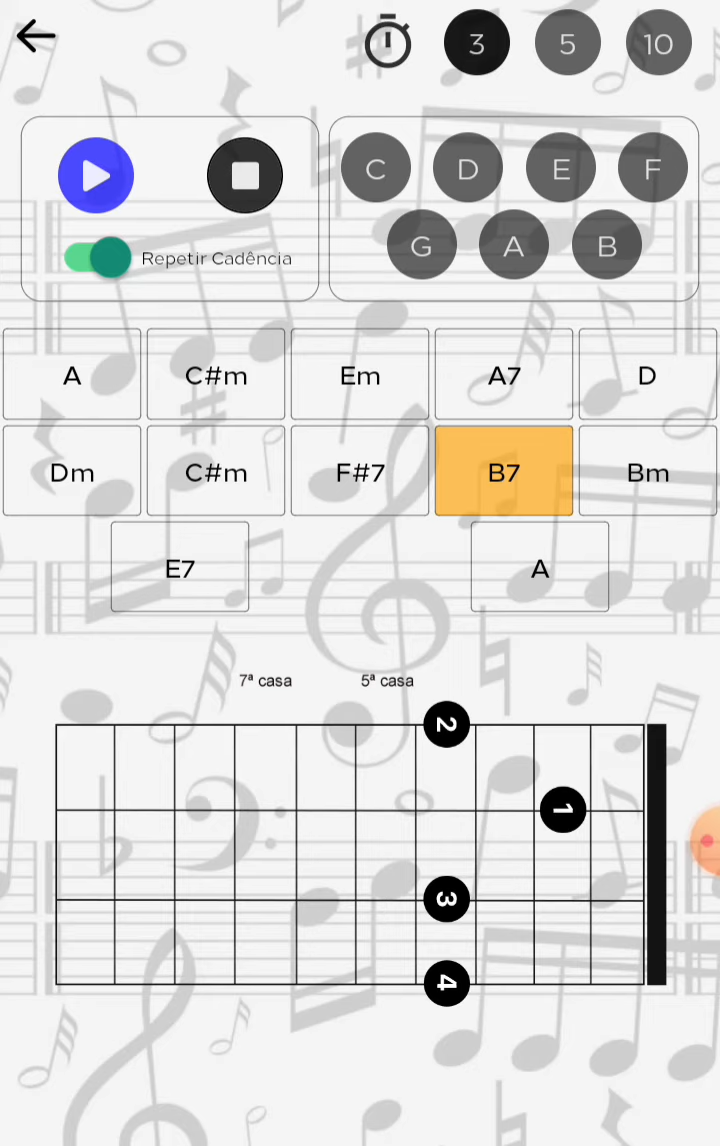 3 5 10
C D E F
G A B
Repetir Cadência
A C#m Em A7 D
Dm C#m F#7 B7 Bm
E7 A
7ª casa 5ª casa
2
1
3
4